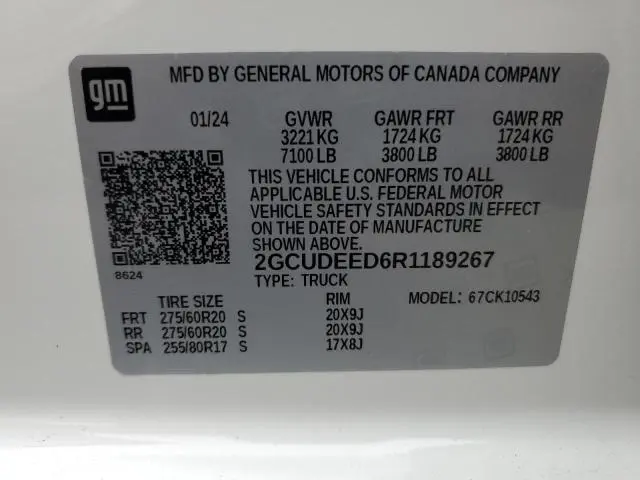 gm
MFD BY GENERAL MOTORS OF CANADA COMPANY
01/24 GVWR GAWR FRT GAWR RR
3221 KG 1724 KG 1724 KG
7100 LB 3800 LB 3800 LB
THIS VEHICLE CONFORMS TO ALL
APPLICABLE U.S. FEDERAL MOTOR
VEHICLE SAFETY STANDARDS IN EFFECT
ON THE DATE OF MANUFACTURE
SHOWN ABOVE.
8624
2GCUDEED6R1189267
TYPE: TRUCK
TIRE SIZE RIM MODEL: 67CK10543
FRT 275/60R20 S 20X9J
RR 275/60R20 S 20X9J
SPA 255/80R17 S 17X8J